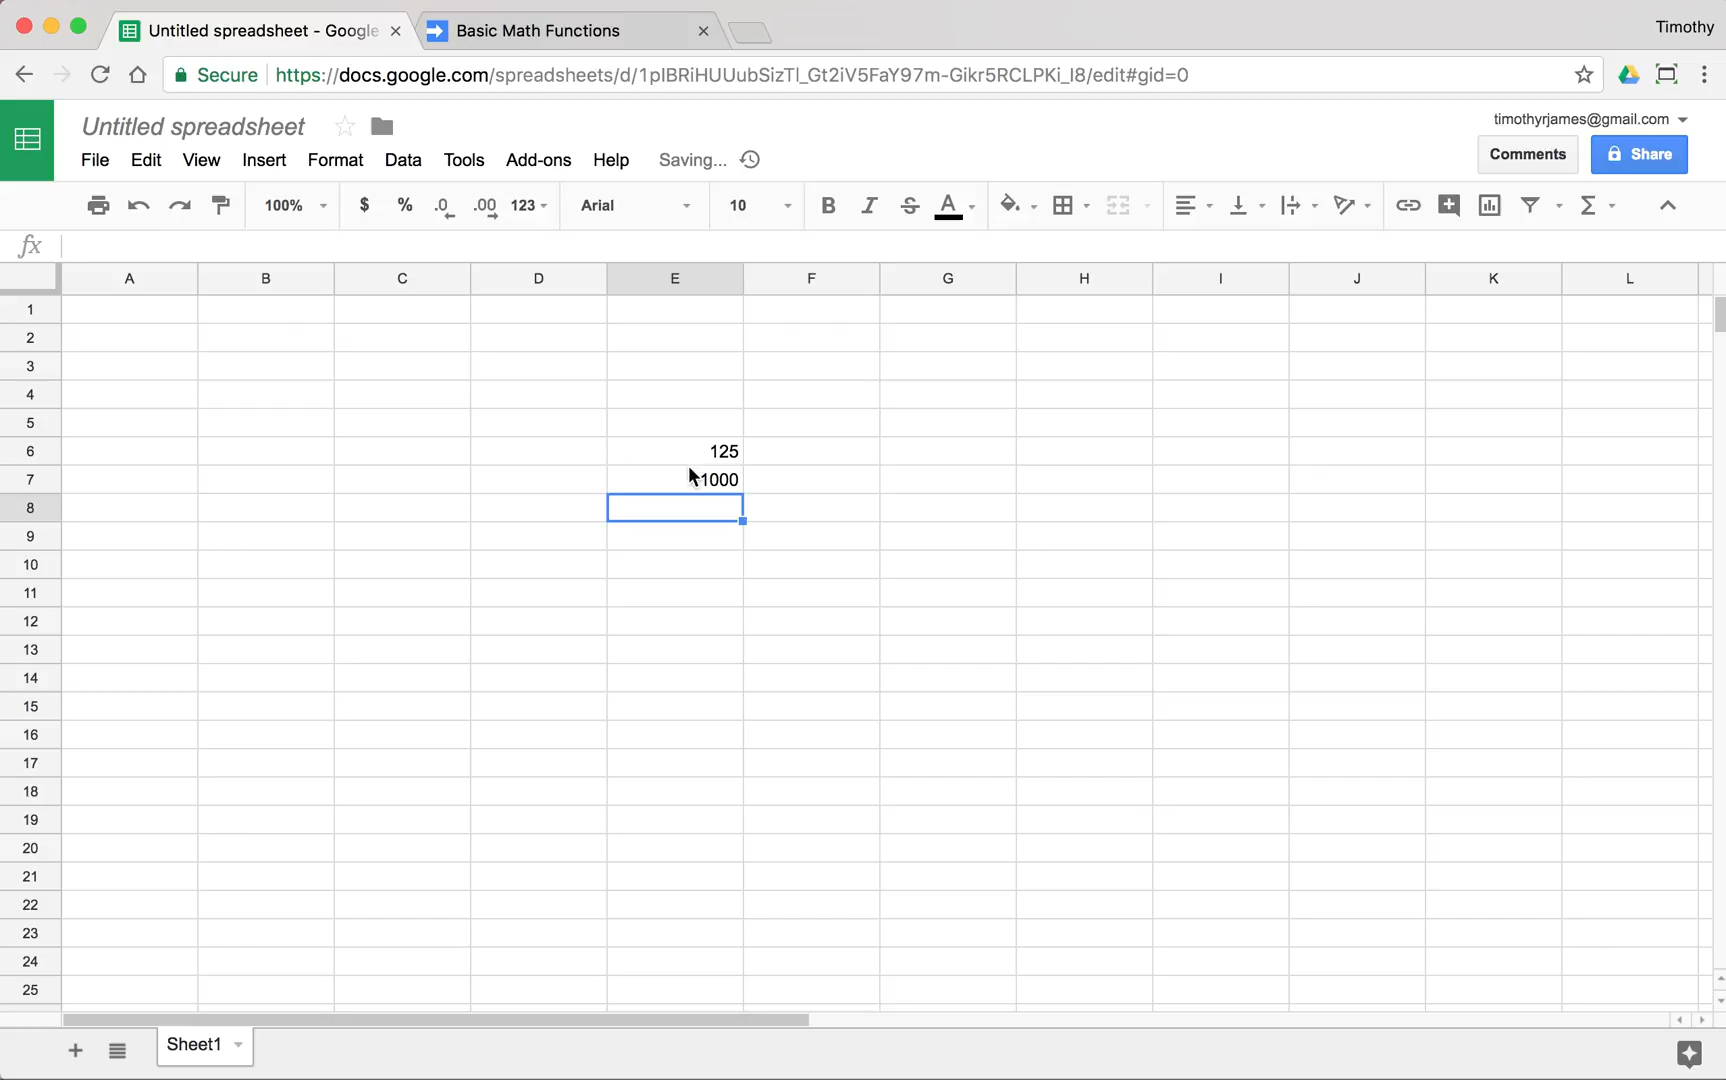 Untitled spreadsheet - Google
Basic Math Functions
Timothy
Secure https://docs.google.com/spreadsheets/d/1pIBRiHUUubSizTI_Gt2iV5FaY97m-Gikr5RCLPKi_I8/edit#gid=0
Untitled spreadsheet
timothyrjames@gmail.com
File Edit View Insert Format Data Tools Add-ons Help Saving...
Comments Share
100% $ % .0 .00 123 Arial 10 B I S A Σ
fx
A B C D E F G H I J K L
1
2
3
4
5
6 125
7 1000
8
9
10
11
12
13
14
15
16
17
18
19
20
21
22
23
24
25
+ Sheet1